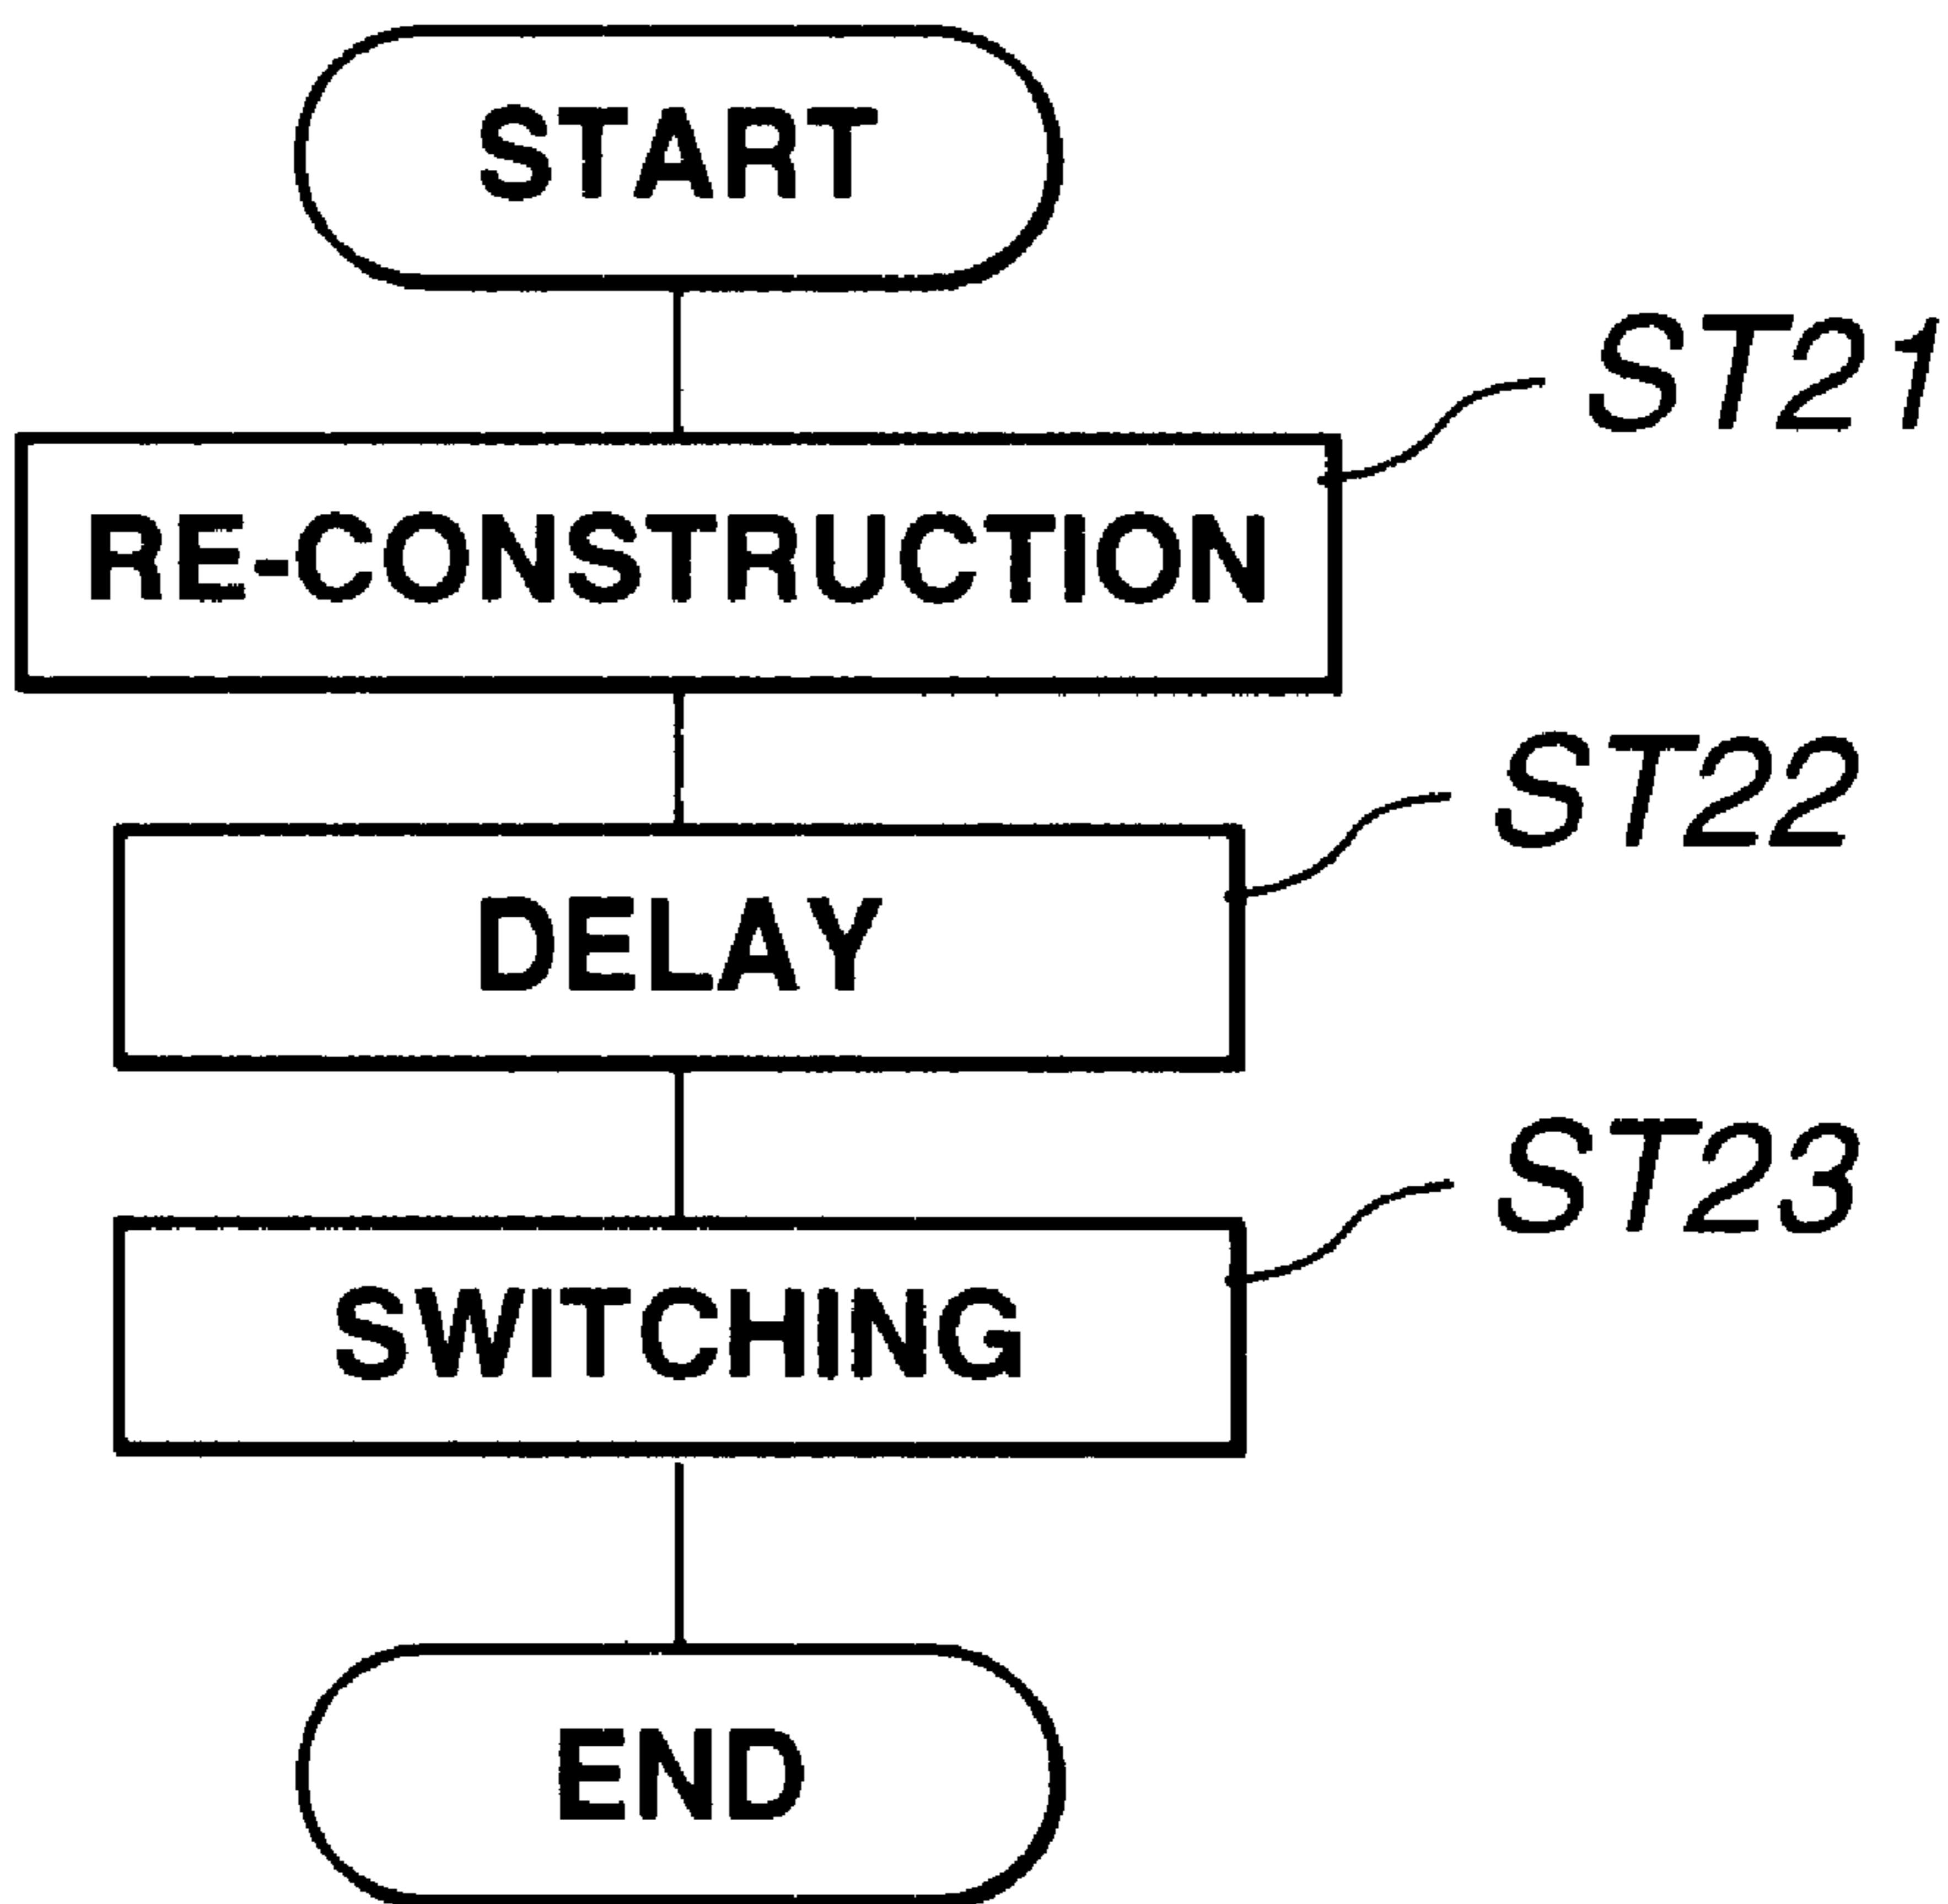 START
ST21
RE-CONSTRUCTION
ST22
DELAY
ST23
SWITCHING
END